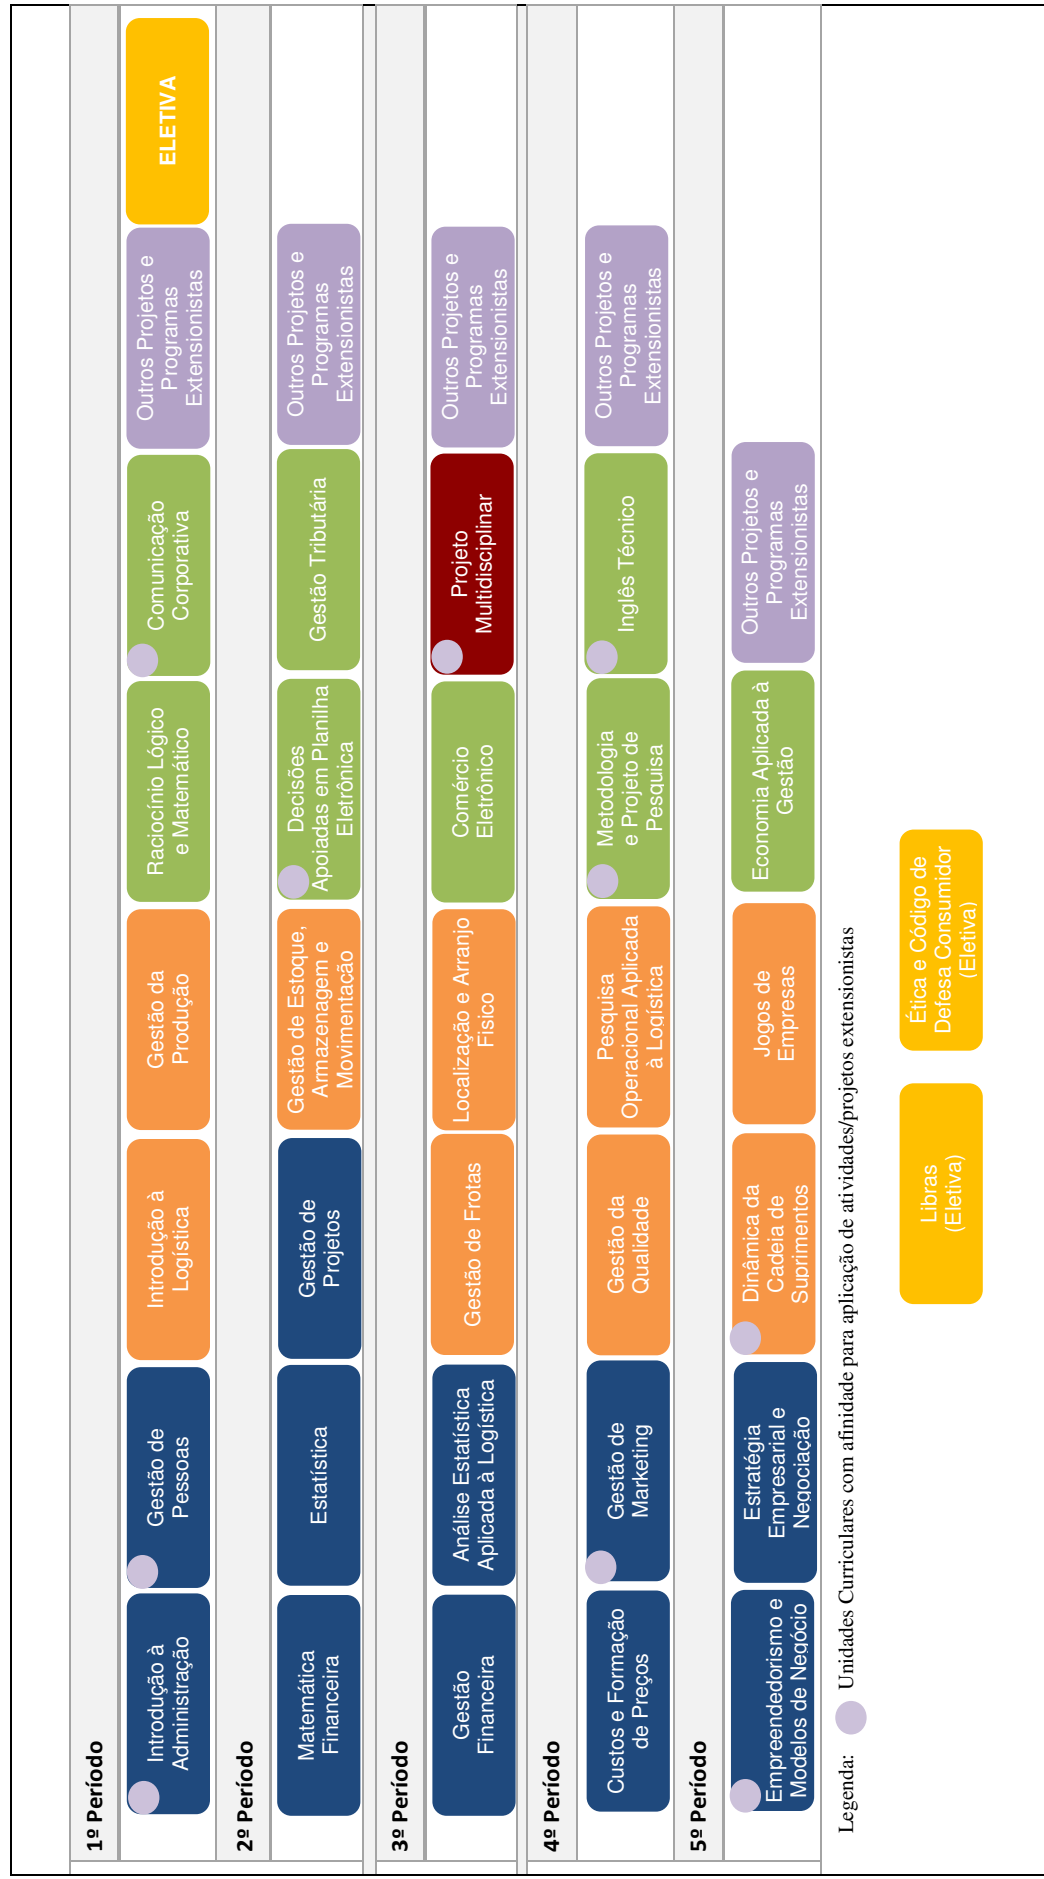 1º Período
Introdução à
Administração
Gestão de
Pessoas
Introdução à
Logística
Gestão da
Produção
Raciocínio Lógico
e Matemático
Comunicação
Corporativa
Outros Projetos e
Programas
Extensionistas
ELETIVA
2º Período
Matemática
Financeira
Estatística
Gestão de
Projetos
Gestão de Estoque,
Armazenagem e
Movimentação
Decisões
Apoiadas em Planilha
Eletrônica
Gestão Tributária
Outros Projetos e
Programas
Extensionistas
3º Período
Gestão
Financeira
Análise Estatística
Aplicada à Logística
Gestão de Frotas
Localização e Arranjo
Fisico
Comércio
Eletrônico
Projeto
Multidisciplinar
Outros Projetos e
Programas
Extensionistas
4º Período
Custos e Formação
de Preços
Gestão de
Marketing
Gestão da
Qualidade
Pesquisa
Operacional Aplicada
à Logística
Metodologia
e Projeto de
Pesquisa
Inglês Técnico
Outros Projetos e
Programas
Extensionistas
5º Período
Empreendedorismo e
Modelos de Negócio
Estratégia
Empresarial e
Negociação
Dinâmica da
Cadeia de
Suprimentos
Jogos de
Empresas
Economia Aplicada à
Gestão
Outros Projetos e
Programas
Extensionistas
Legenda: Unidades Curriculares com afinidade para aplicação de atividades/projetos extensionistas
Libras
(Eletiva)
Ética e Código de
Defesa Consumidor
(Eletiva)